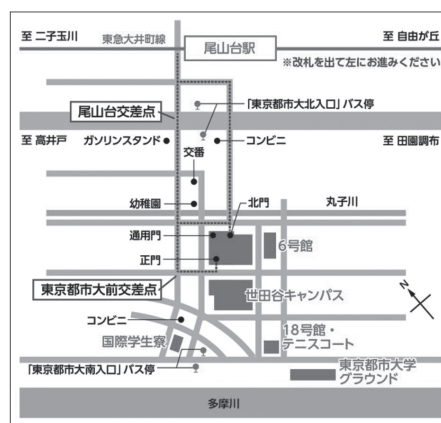 至 二子玉川
東急大井町線
尾山台駅
至 自由が丘
※改札を出て左にお進みください
尾山台交差点
「東京都市大北入口」バス停
至 高井戸
ガソリンスタンド
コンビニ
至 田園調布
交番
幼稚園
北門
丸子川
通用門
6号館
正門
東京都市大前交差点
世田谷キャンパス
N
コンビニ
国際学生寮
18号館・
テニスコート
「東京都市大南入口」バス停
東京都市大学
グラウンド
多摩川